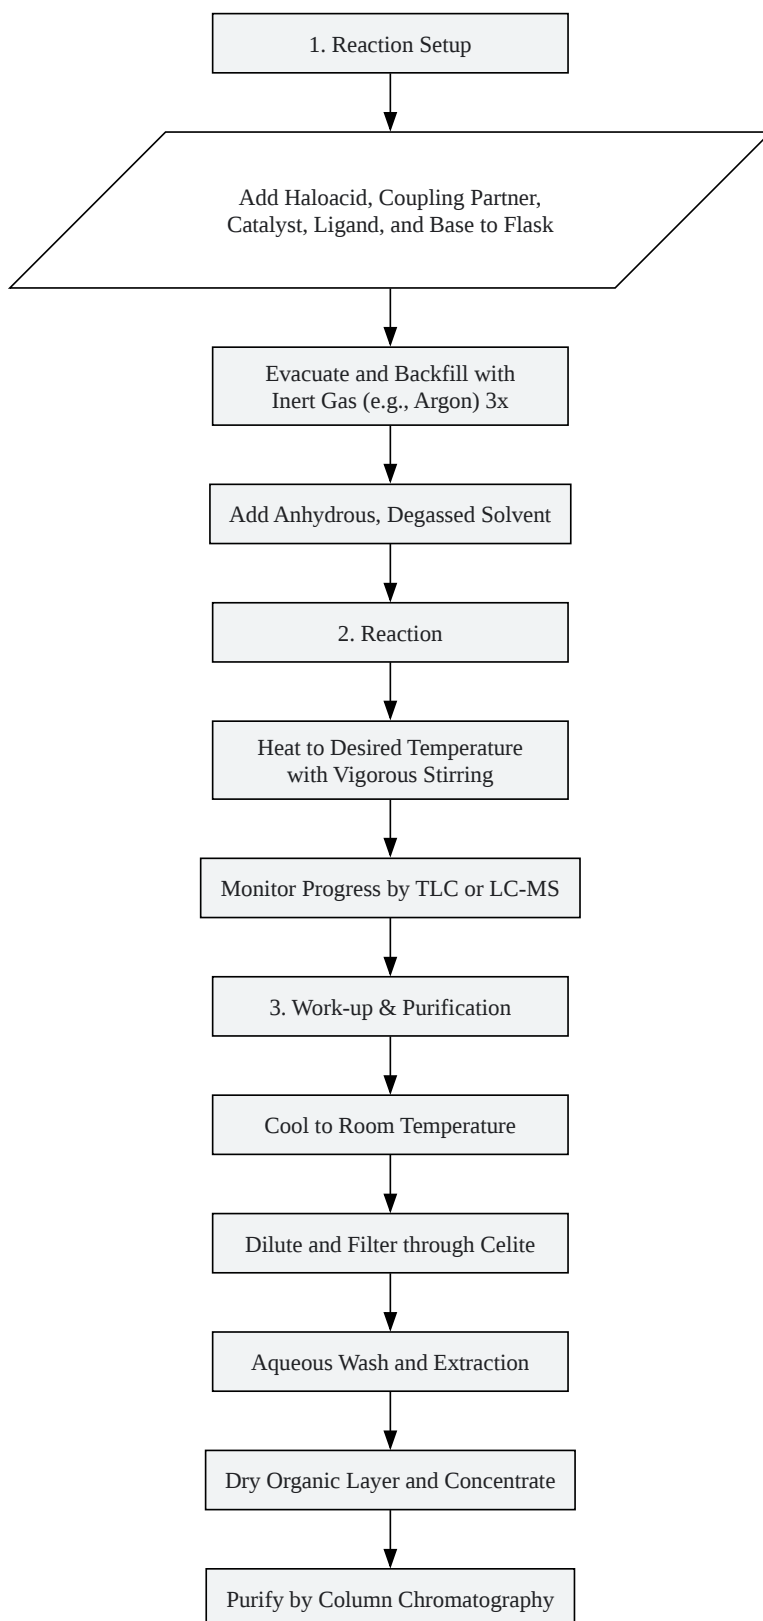 1. Reaction Setup
Add Haloacid, Coupling Partner,
Catalyst, Ligand, and Base to Flask
Evacuate and Backfill with
Inert Gas (e.g., Argon) 3x
Add Anhydrous, Degassed Solvent
2. Reaction
Heat to Desired Temperature
with Vigorous Stirring
Monitor Progress by TLC or LC-MS
3. Work-up & Purification
Cool to Room Temperature
Dilute and Filter through Celite
Aqueous Wash and Extraction
Dry Organic Layer and Concentrate
Purify by Column Chromatography